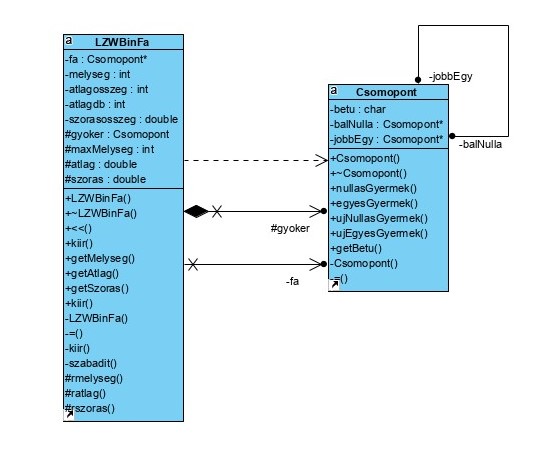 a
LZWBinFa
-fa : Csomopont*
-melyseg : int
-atlagosszeg : int
-atlagdb : int
-szorasosszeg : double
#gyoker : Csomopont
#maxMelyseg : int
#atlag : double
#szoras : double
+LZWBinFa()
+~LZWBinFa()
+<<()
+kiir()
+getMelyseg()
+getAtlag()
+getSzoras()
+kiir()
-LZWBinFa()
-=()
-kiir()
-szabadit()
#rmelyseg()
#ratlag()
#rszoras()
#gyoker
-fa
a
Csomopont
-betu : char
-balNulla : Csomopont*
-jobbEgy : Csomopont*
+Csomopont()
+~Csomopont()
+nullasGyermek()
+egyesGyermek()
+ujNullasGyermek()
+ujEgyesGyermek()
+getBetu()
-Csomopont()
-=()
-jobbEgy
-balNulla